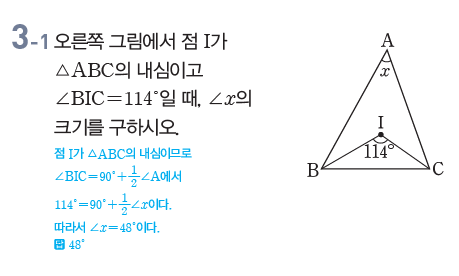 3-1 오른쪽 그림에서 점 I가
△ABC의 내심이고
∠BIC=114°일 때, ∠x의
크기를 구하시오.
점 I가 △ABC의 내심이므로
∠BIC=90°+1/2∠A에서
114°=90°+1/2∠x이다.
따라서 ∠x=48°이다.
답 48°
A
x
I
114°
B
C